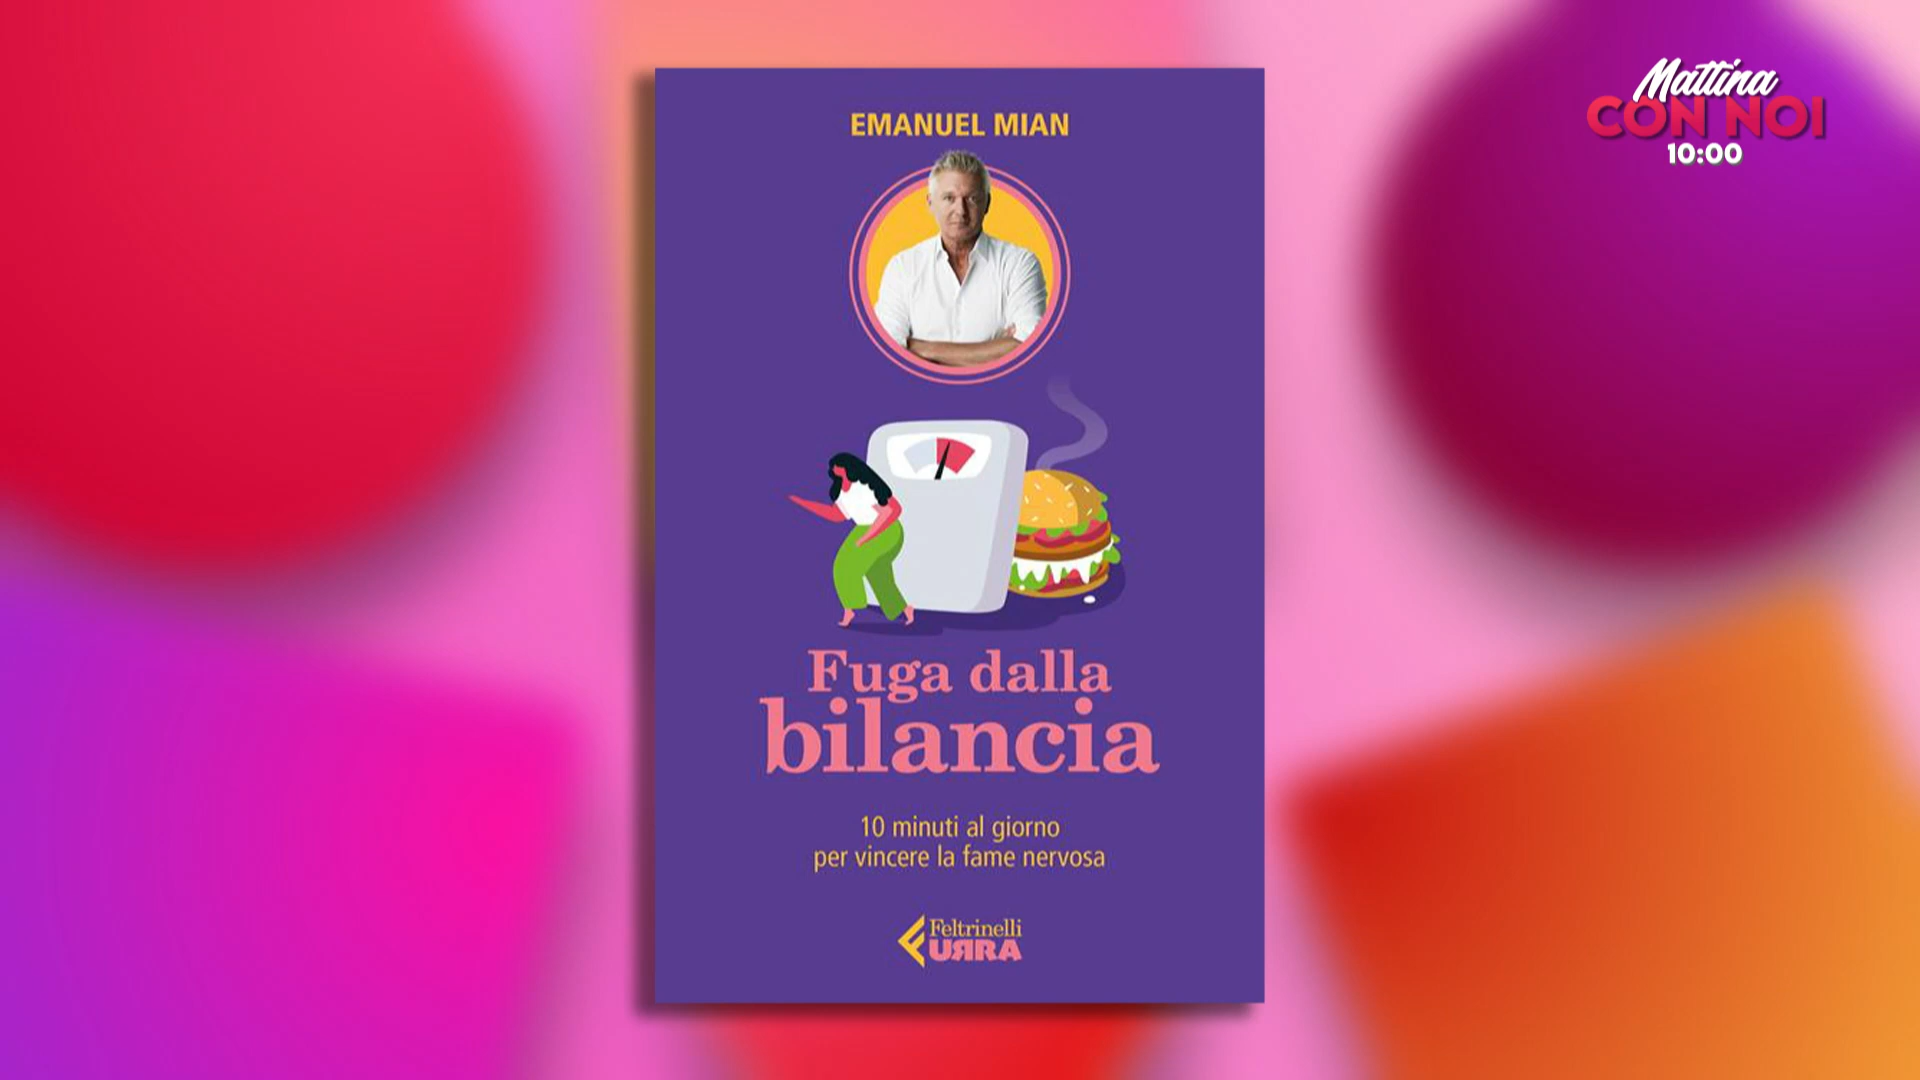 Mattina
CON NOI
10:00
EMANUEL MIAN
Fuga dalla
bilancia
10 minuti al giorno
per vincere la fame nervosa
Feltrinelli
URRA